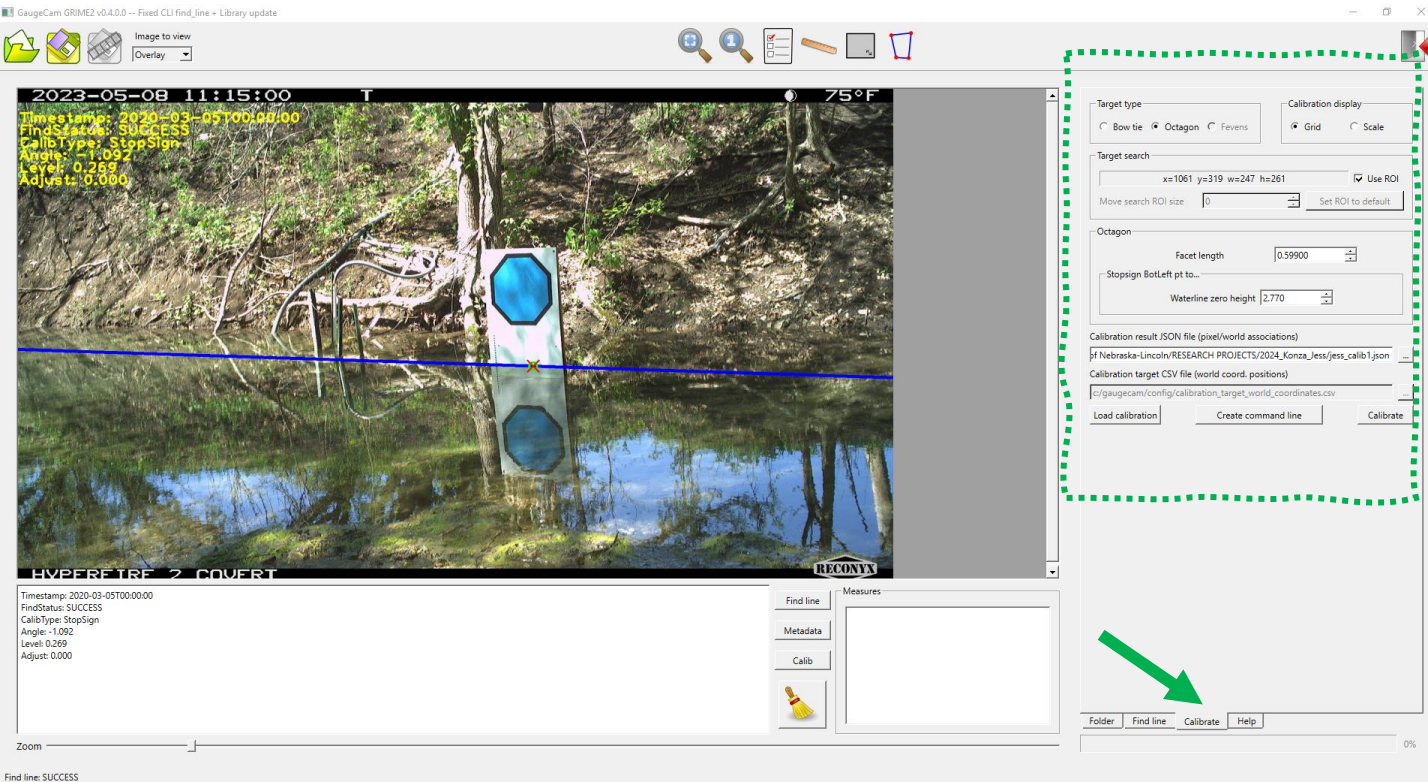 GaugeCam GRIME2 v0.4.0.0 -- Fixed CLI find_line + Library update
Image to view
Overlay
2023-05-08 11:15:00 T 75°F
Timestamp: 2020-03-05T00:00:00
FindStatus: SUCCESS
CalibType: StopSign
Angle: -1.092
Level: 0.269
Adjust: 0.000
HYPERFIRE 2 COVERT
RECONYX
Timestamp: 2020-03-05T00:00:00
FindStatus: SUCCESS
CalibType: StopSign
Angle: -1.092
Level: 0.269
Adjust: 0.000
Find line
Metadata
Calib
Measures
Zoom
Find line: SUCCESS
Target type
Bow tie Octagon Fevens
Calibration display
Grid Scale
Target search
x=1061 y=319 w=247 h=261
Use ROI
Move search ROI size 0 Set ROI to default
Octagon
Facet length 0.59900
Stopsign BotLeft pt to...
Waterline zero height 2.770
Calibration result JSON file (pixel/world associations)
of Nebraska-Lincoln/RESEARCH PROJECTS/2024_Konza_Jess/jess_calib1.json ...
Calibration target CSV file (world coord. positions)
c:/gaugecam/config/calibration_target_world_coordinates.csv ...
Load calibration Create command line Calibrate
Folder Find line Calibrate Help
0%